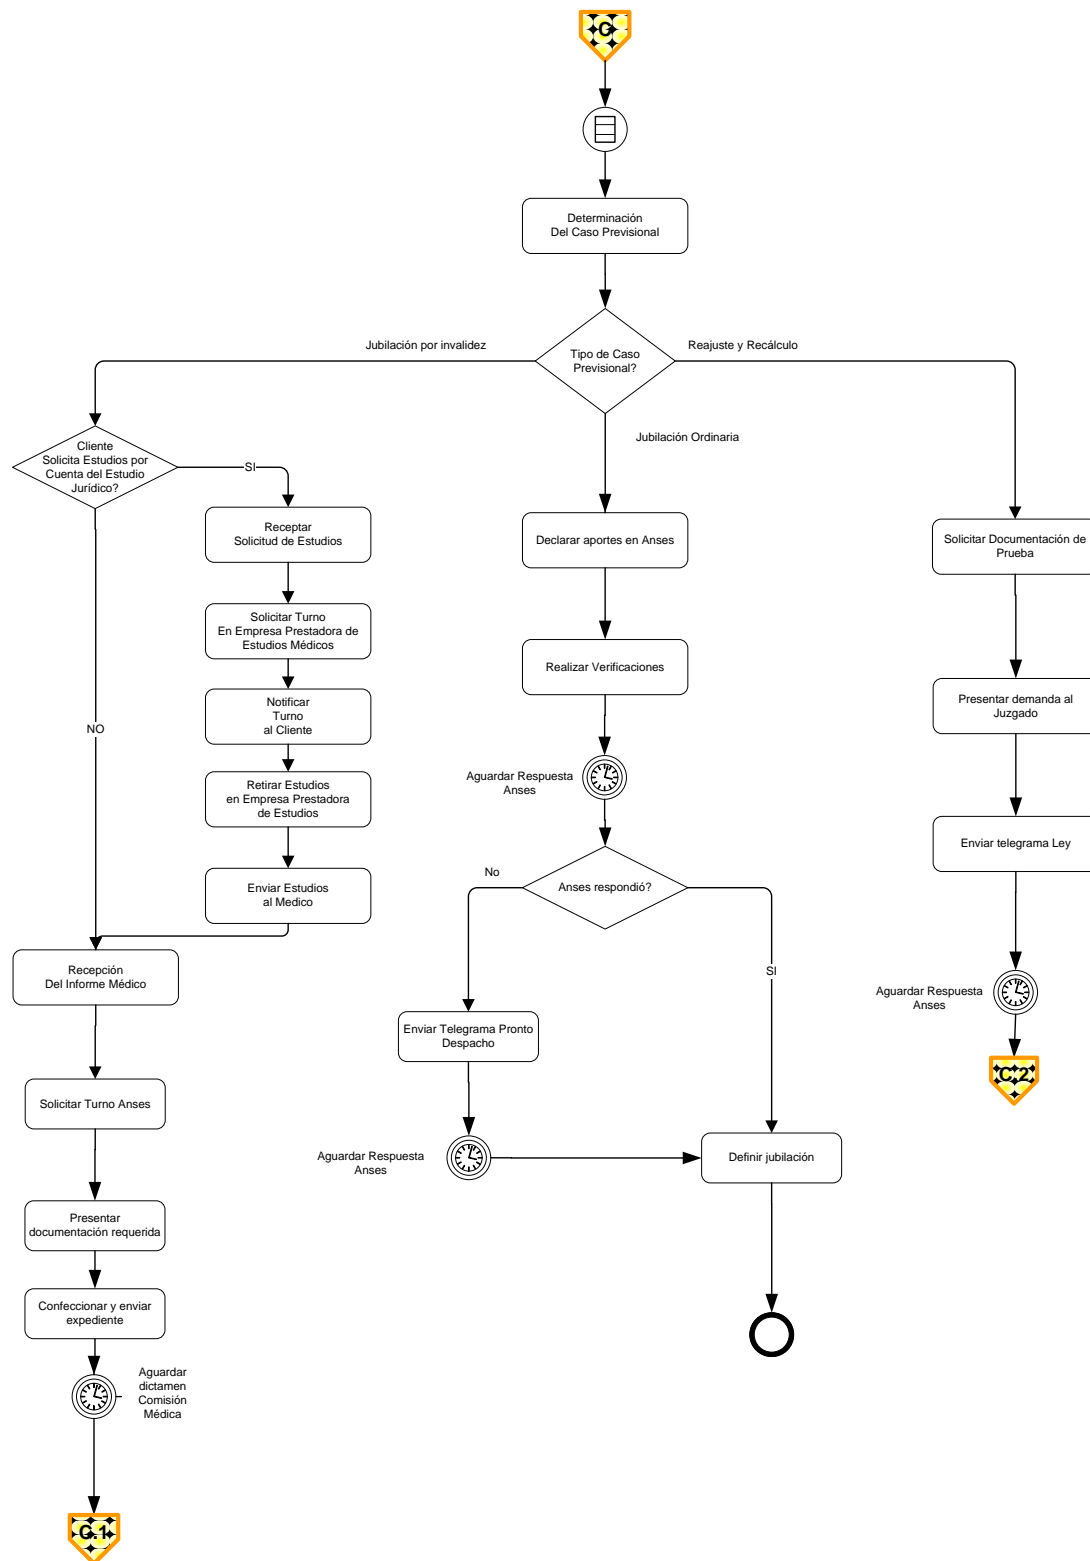 C
Determinación
Del Caso Previsional
Tipo de Caso
Previsional?
Jubilación por invalidez
Reajuste y Recálculo
Jubilación Ordinaria
Cliente
Solicita Estudios por
Cuenta del Estudio
Jurídico?
SI
NO
Receptar
Solicitud de Estudios
Solicitar Turno
En Empresa Prestadora de
Estudios Médicos
Notificar
Turno
al Cliente
Retirar Estudios
en Empresa Prestadora
de Estudios
Enviar Estudios
al Medico
Recepción
Del Informe Médico
Solicitar Turno Anses
Presentar
documentación requerida
Confeccionar y enviar
expediente
Aguardar
dictamen
Comisión
Médica
C.1
Declarar aportes en Anses
Realizar Verificaciones
Aguardar Respuesta
Anses
Anses respondió?
No
SI
Enviar Telegrama Pronto
Despacho
Aguardar Respuesta
Anses
Definir jubilación
Solicitar Documentación de
Prueba
Presentar demanda al
Juzgado
Enviar telegrama Ley
Aguardar Respuesta
Anses
C.2